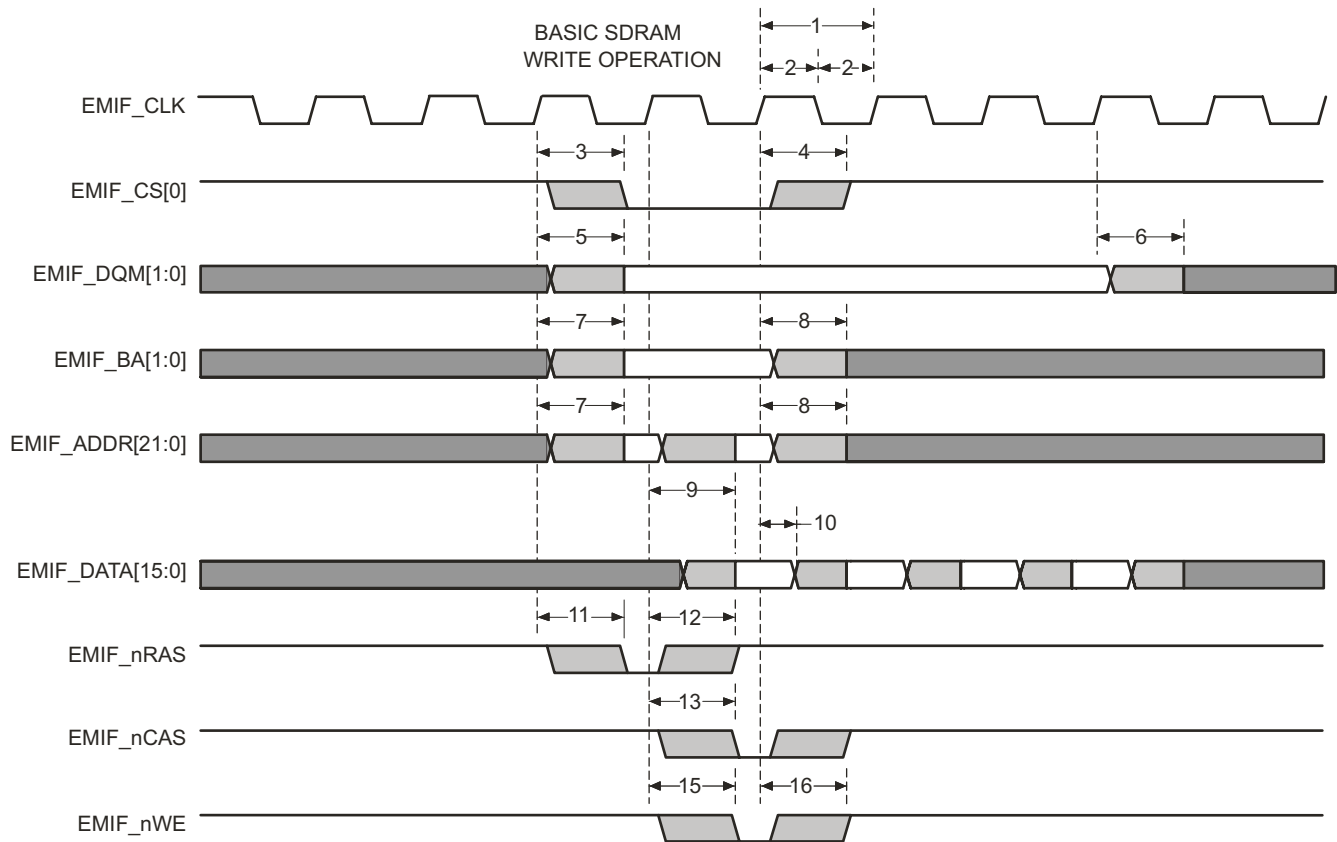 BASIC SDRAM
WRITE OPERATION
1
2 2
EMIF_CLK
3 4
EMIF_CS[0]
5 6
EMIF_DQM[1:0]
7 8
EMIF_BA[1:0]
7 8
EMIF_ADDR[21:0]
9
10
EMIF_DATA[15:0]
11 12
EMIF_nRAS
13
EMIF_nCAS
15 16
EMIF_nWE